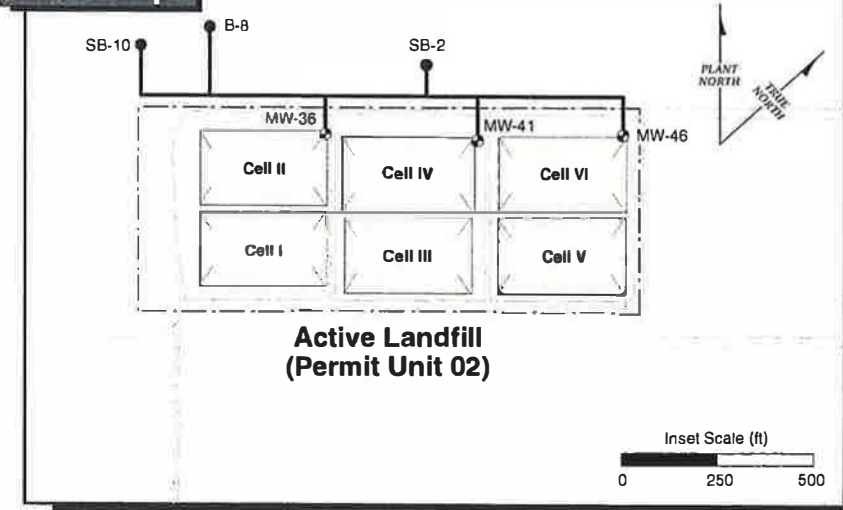 B-8
SB-10
SB-2
PLANT
NORTH
TRUE
NORTH
MW-36
MW-41
MW-46
Cell II
Cell IV
Cell VI
Cell I
Cell III
Cell V
Active Landfill
(Permit Unit 02)
Inset Scale (ft)
0 250 500